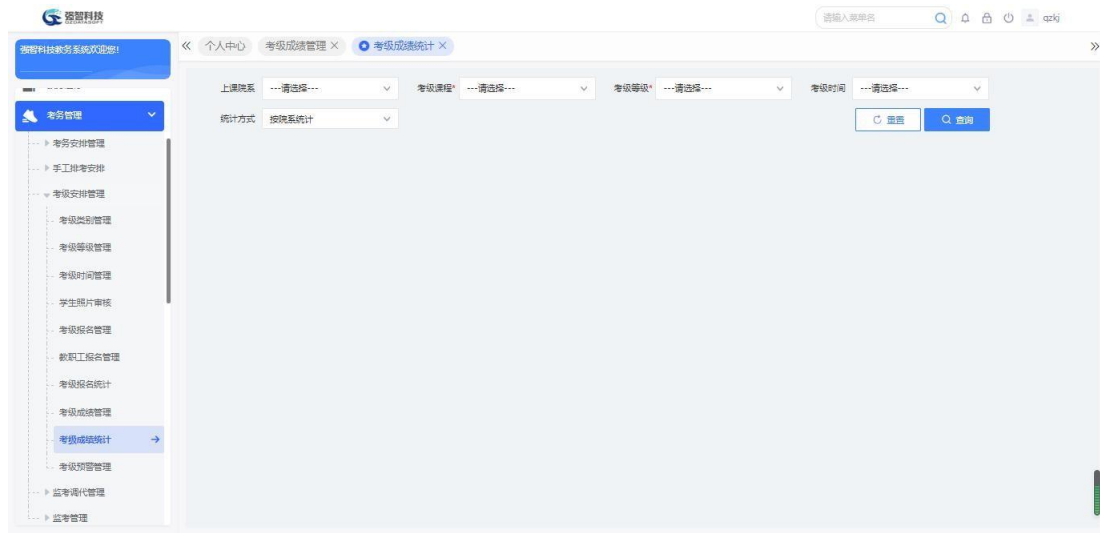 强智科技
请输入菜单名
qzkj
强智科技教务系统欢迎您!
个人中心 考级成绩管理 考级成绩统计
上课院系 ---请选择--- 考级课程* ---请选择--- 考级等级* ---请选择--- 考级时间 ---请选择---
统计方式 按院系统计 重置 查询
考务管理
考务安排管理
手工排考安排
考级安排管理
考级类别管理
考级等级管理
考级时间管理
学生照片审核
考级报名管理
教职工报名管理
考级报名统计
考级成绩管理
考级成绩统计
考级预警管理
监考调代管理
监考管理